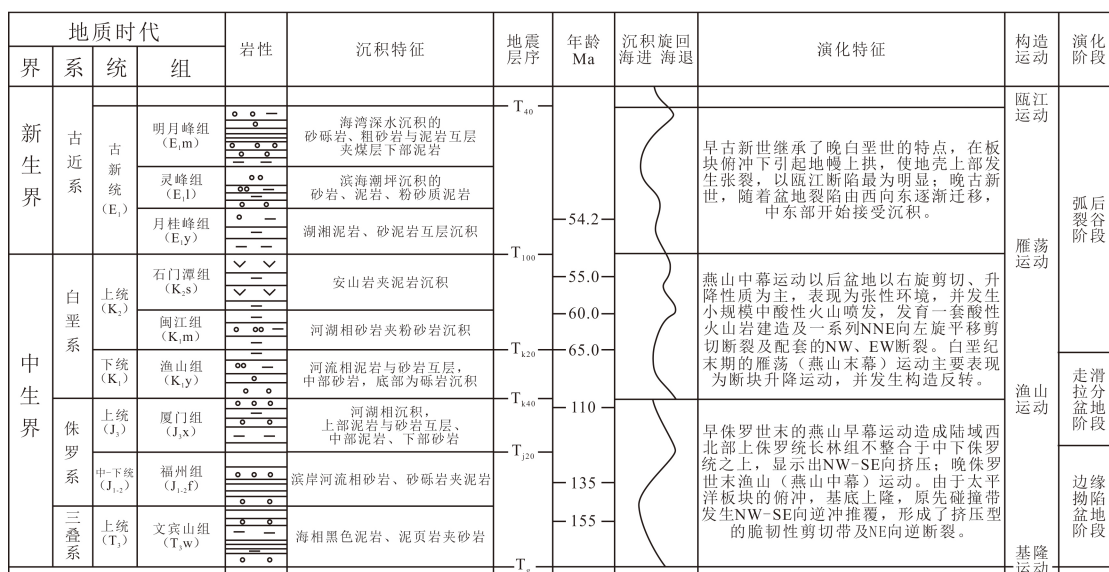 地质时代
界
系
统
组
岩性
沉积特征
地震
层序
年龄
Ma
沉积旋回
海进 海退
演化特征
构造
运动
演化
阶段
新生界
古近系
古新统
(E₁)
明月峰组
(E₁m)
海湾深水沉积的
砂砾岩、粗砂岩与泥岩互层
夹煤层下部泥岩
灵峰组
(E₁l)
滨海潮坪沉积的
砂岩、泥岩、粉砂质泥岩
月桂峰组
(E₁y)
湖湘泥岩、砂泥岩互层沉积
中生界
白垩系
上统
(K₂)
石门潭组
(K₂s)
安山岩夹泥岩沉积
闽江组
(K₁m)
河湖相砂岩夹粉砂岩沉积
下统
(K₁)
渔山组
(K₁y)
河流相泥岩与砂岩互层,
中部砂岩，底部为砾岩沉积
侏罗系
上统
(J₃)
厦门组
(J₃x)
河湖相沉积，
上部泥岩与砂岩互层、
中部泥岩、下部砂岩
中-下统
(J₁₋₂)
福州组
(J₁₋₂f)
滨岸河流相砂岩、砂砾岩夹泥岩
三叠系
上统
(T₃)
文宾山组
(T₃w)
海相黑色泥岩、泥页岩夹砂岩
T₄₀
T₁₀₀
T_k20
T_k40
T_j20
T_g
54.2
55.0
60.0
65.0
110
135
155
早古新世继承了晚白垩世的特点，在板
块俯冲下引起地幔上拱，使地壳上部发
生张裂，以瓯江断陷最为明显；晚古新
世，随着盆地裂陷由西向东逐渐迁移，
中东部开始接受沉积。
燕山中幕运动以后盆地以右旋剪切、升
降性质为主，表现为张性环境，并发生
小规模中酸性火山喷发，发育一套酸性
火山岩建造及一系列NNE向左旋平移剪
切断裂及配套的NW、EW断裂。白垩纪
末期的雁荡（燕山末幕）运动主要表现
为断块升降运动，并发生构造反转。
早侏罗世末的燕山早幕运动造成陆域西
北部上侏罗统长林组不整合于中下侏罗
统之上，显示出NW-SE向挤压；晚侏罗
世末渔山（燕山中幕）运动。由于太平
洋板块的俯冲，基底上隆，原先碰撞带
发生NW-SE向逆冲推覆，形成了挤压型
的脆韧性剪切带及NE向逆断裂。
瓯江
运动
雁荡
运动
渔山
运动
基隆
运动
弧后
裂谷
阶段
走滑
拉分
盆地
阶段
边缘
拗陷
盆地
阶段